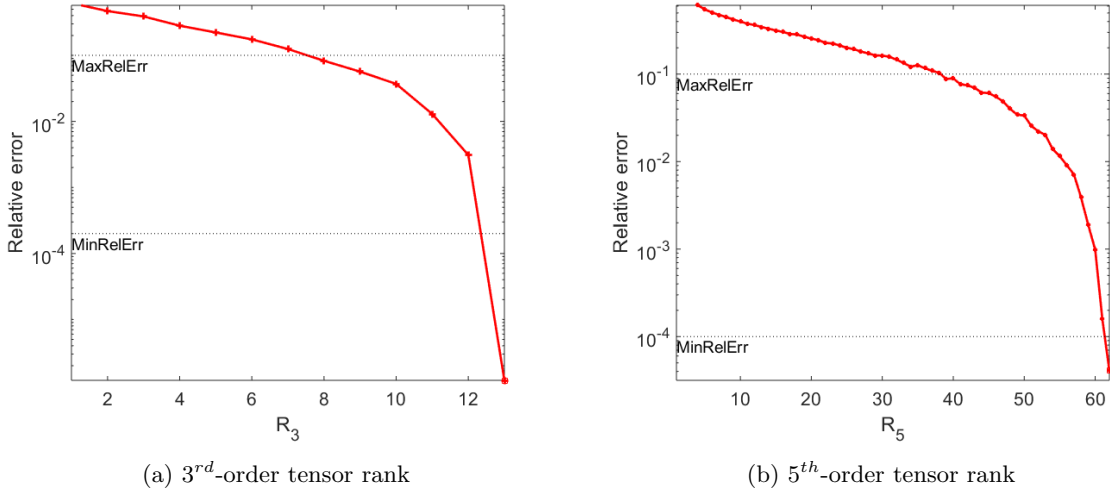 MaxRelErr
10^-2
MinRelErr
10^-4
Relative error
2 4 6 8 10 12
R_3
(a) 3^rd-order tensor rank
10^0
10^-1
MaxRelErr
10^-2
10^-3
10^-4
MinRelErr
Relative error
10 20 30 40 50 60
R_5
(b) 5^th-order tensor rank